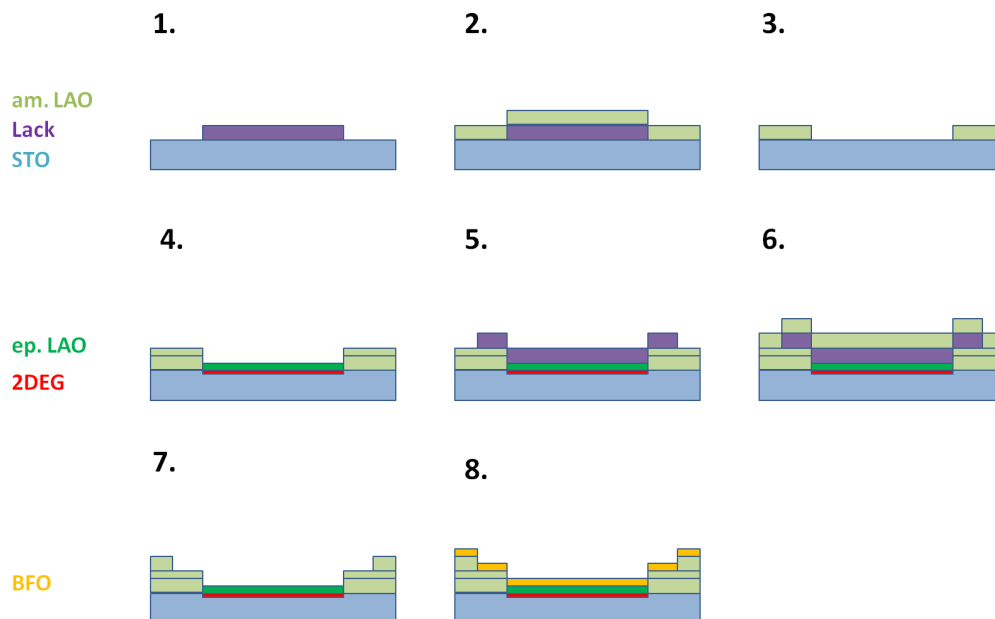 1.
2.
3.
am. LAO
Lack
STO
4.
5.
6.
ep. LAO
2DEG
7.
8.
BFO